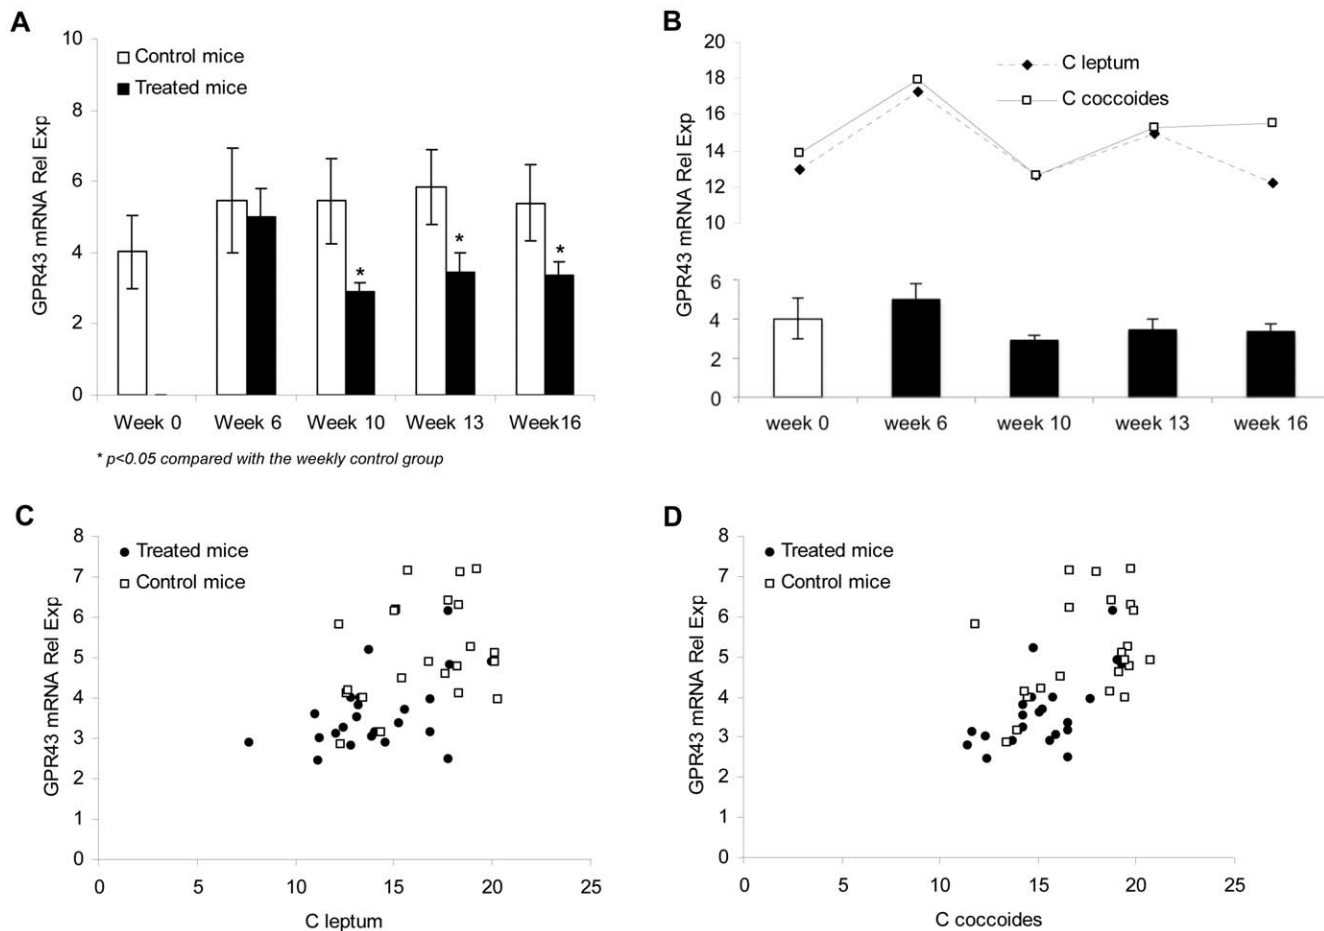 A
10
8
6
4
2
0
GPR43 mRNA Rel Exp
Control mice
Treated mice
*
*
*
Week 0 Week 6 Week 10 Week 13 Week16
* p<0.05 compared with the weekly control group
B
20
18
16
14
12
10
6
4
2
0
GPR43 mRNA Rel Exp
C leptum
C coccoides
week 0 week 6 week 10 week 13 week 16
C
8
7
6
5
4
3
2
1
0
GPR43 mRNA Rel Exp
Treated mice
Control mice
0 5 10 15 20 25
C leptum
D
8
7
6
5
4
3
2
1
0
GPR43 mRNA Rel Exp
Treated mice
Control mice
0 5 10 15 20 25
C coccoides